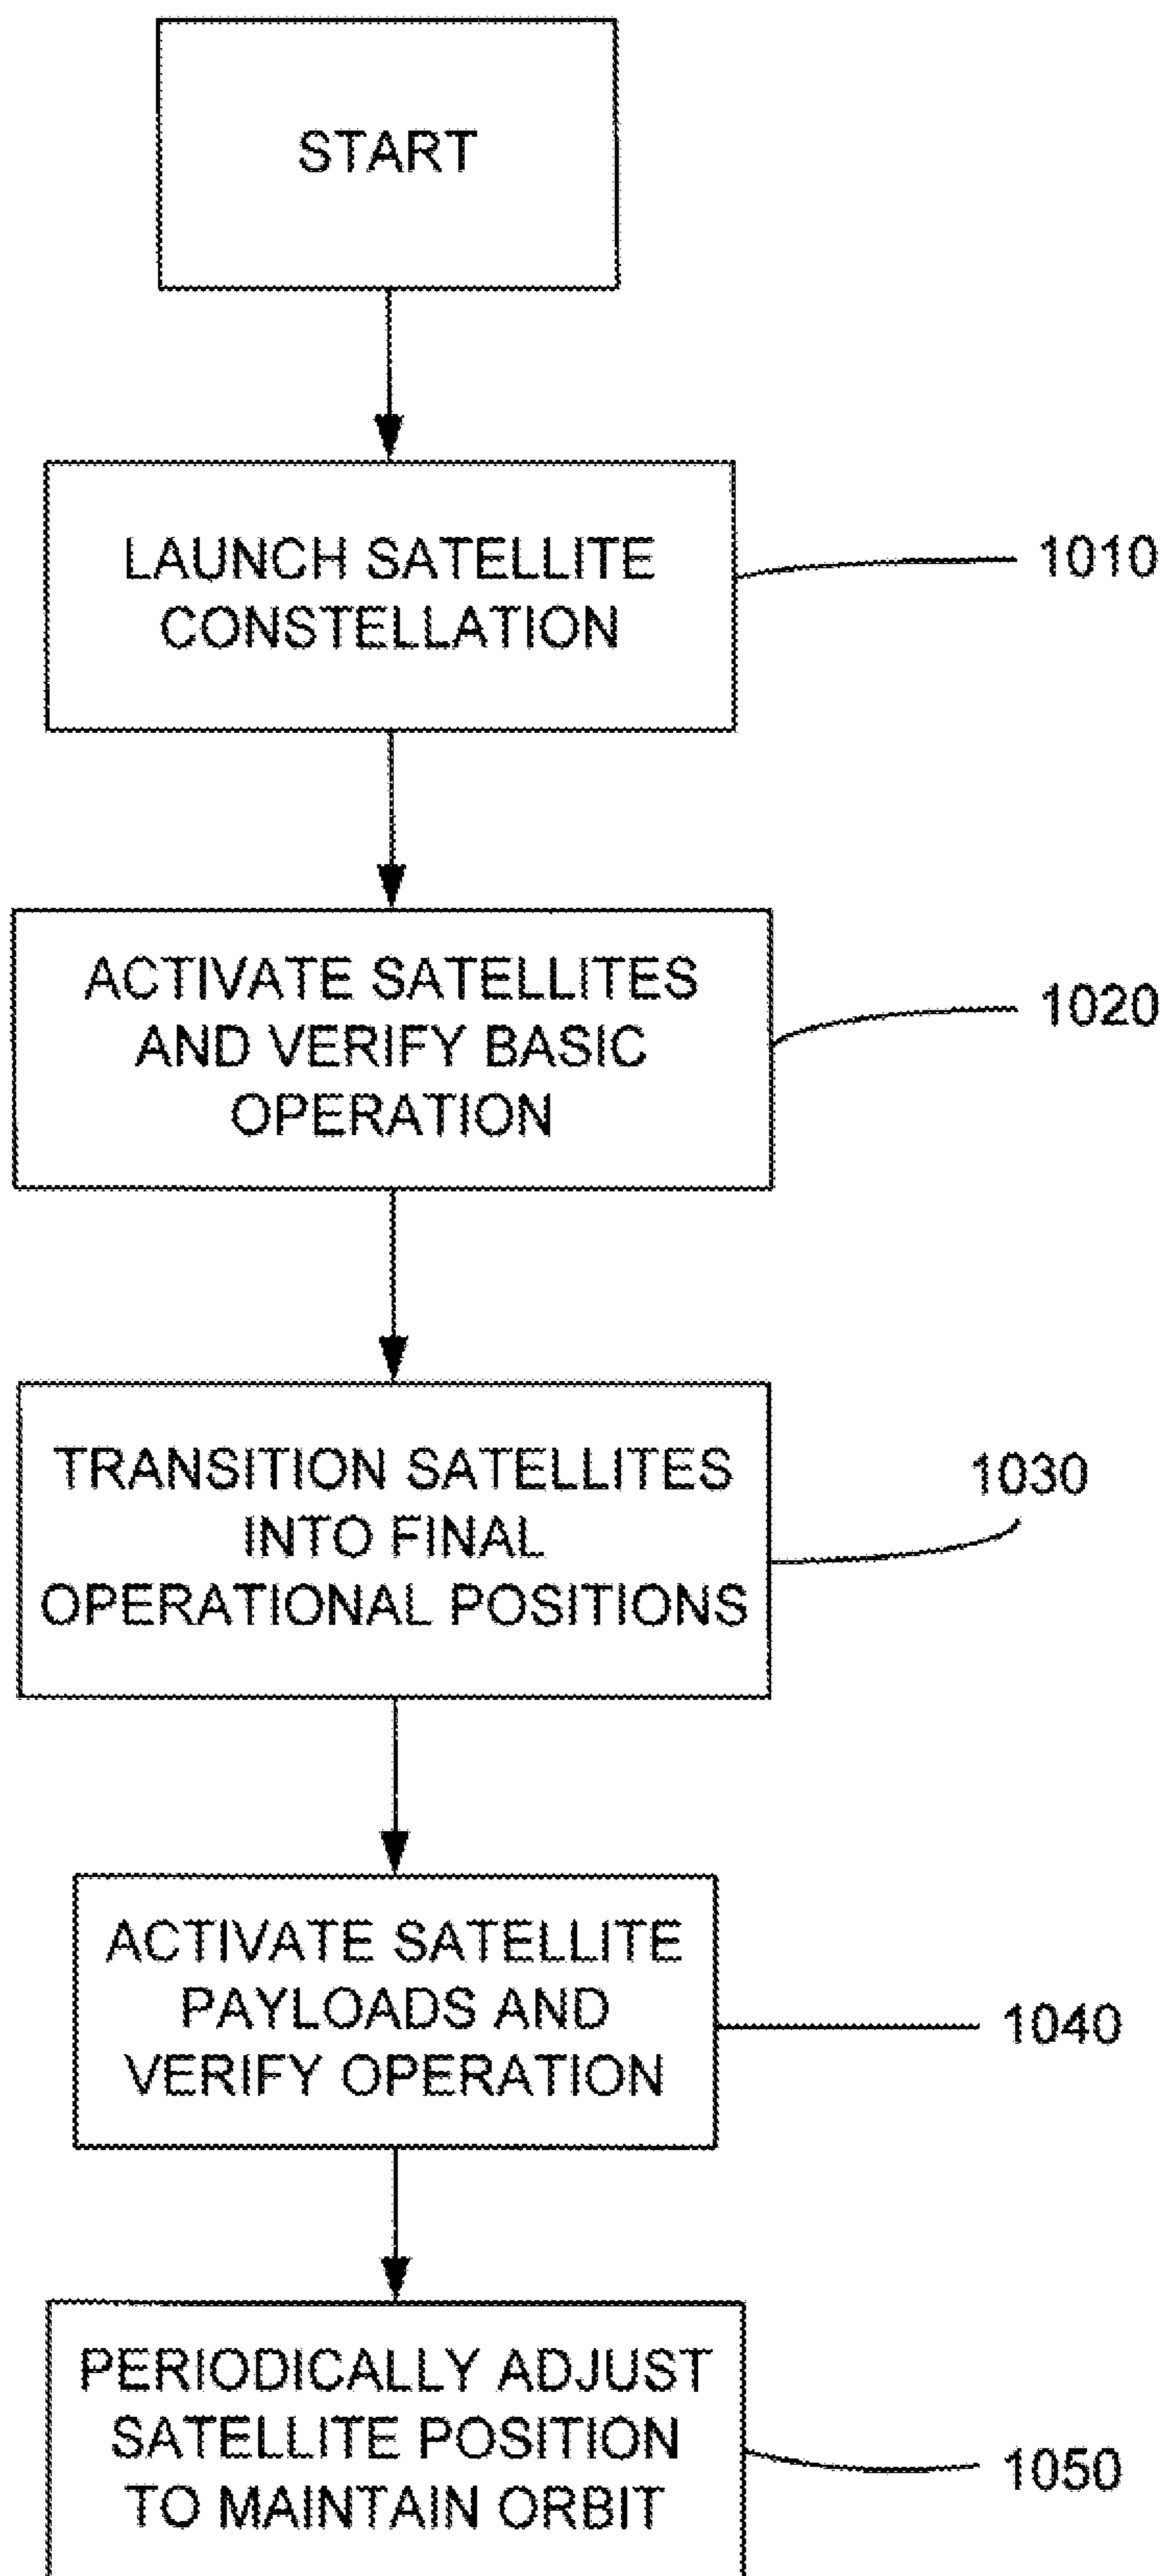 START
LAUNCH SATELLITE
CONSTELLATION
1010
ACTIVATE SATELLITES
AND VERIFY BASIC
OPERATION
1020
TRANSITION SATELLITES
INTO FINAL
OPERATIONAL POSITIONS
1030
ACTIVATE SATELLITE
PAYLOADS AND
VERIFY OPERATION
1040
PERIODICALLY ADJUST
SATELLITE POSITION
TO MAINTAIN ORBIT
1050